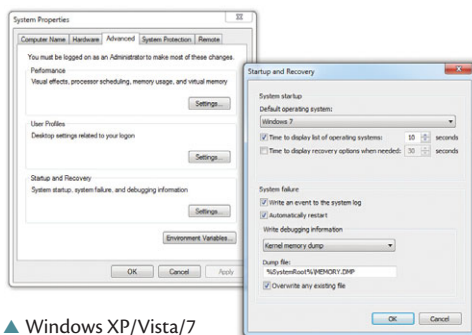 System Properties
Computer Name Hardware Advanced System Protection Remote
You must be logged on as an Administrator to make most of these changes.
Performance
Visual effects, processor scheduling, memory usage, and virtual memory
Settings...
User Profiles
Desktop settings related to your logon
Settings...
Startup and Recovery
System startup, system failure, and debugging information
Settings...
Environment Variables...
OK Cancel Apply
Startup and Recovery
System startup
Default operating system:
Windows 7
Time to display list of operating systems: 10 seconds
Time to display recovery options when needed: 30 seconds
System failure
Write an event to the system log
Automatically restart
Write debugging information
Kernel memory dump
Dump file:
%SystemRoot%\MEMORY.DMP
Overwrite any existing file
OK Cancel
Windows XP/Vista/7